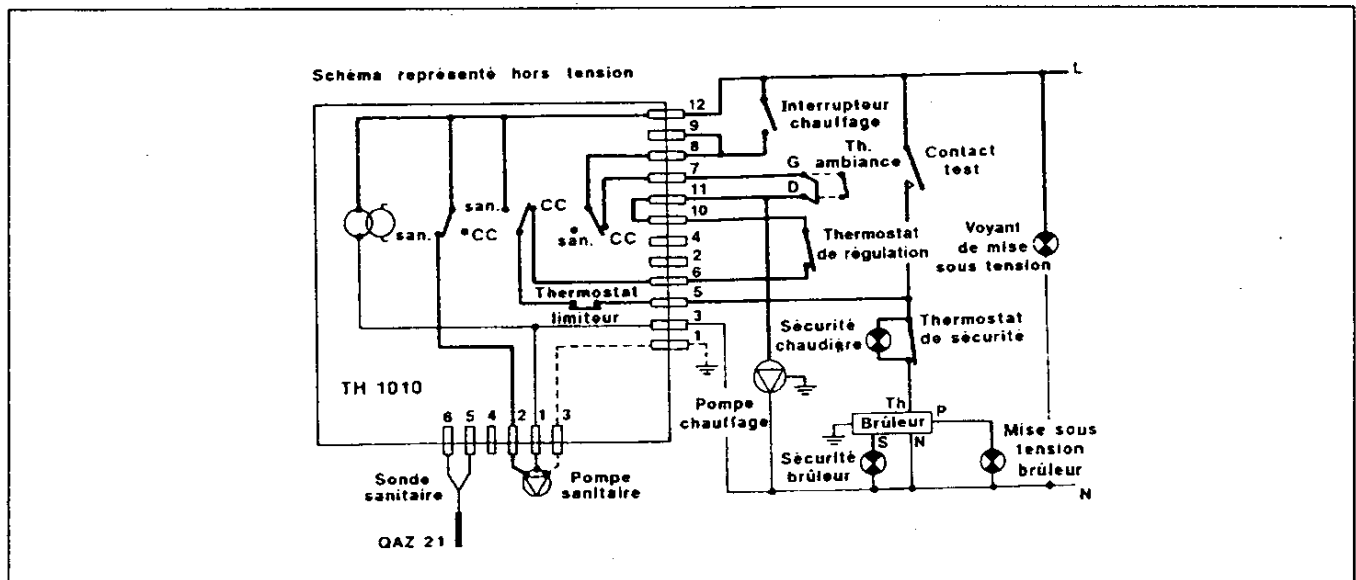 Schéma représenté hors tension
L
12
9
8
7
11
10
4
2
6
5
3
1
Interrupteur
chauffage
Th.
ambiance
G
D
Contact
test
san.
CC
san.
CC
san.
CC
Thermostat
de régulation
Voyant
de mise
sous tension
Thermostat
limiteur
Sécurité
chaudière
Thermostat
de sécurité
TH 1010
Pompe
chauffage
Th
P
Brûleur
S
N
Sécurité
brûleur
Mise sous
tension
brûleur
N
6
5
4
2
1
3
Sonde
sanitaire
Pompe
sanitaire
QAZ 21